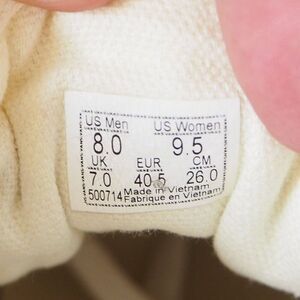 US Men US Women
8.0 9.5
UK EUR CM
7.0 40.5 26.0
500714 Made in Vietnam
Fabrique en Vietnam